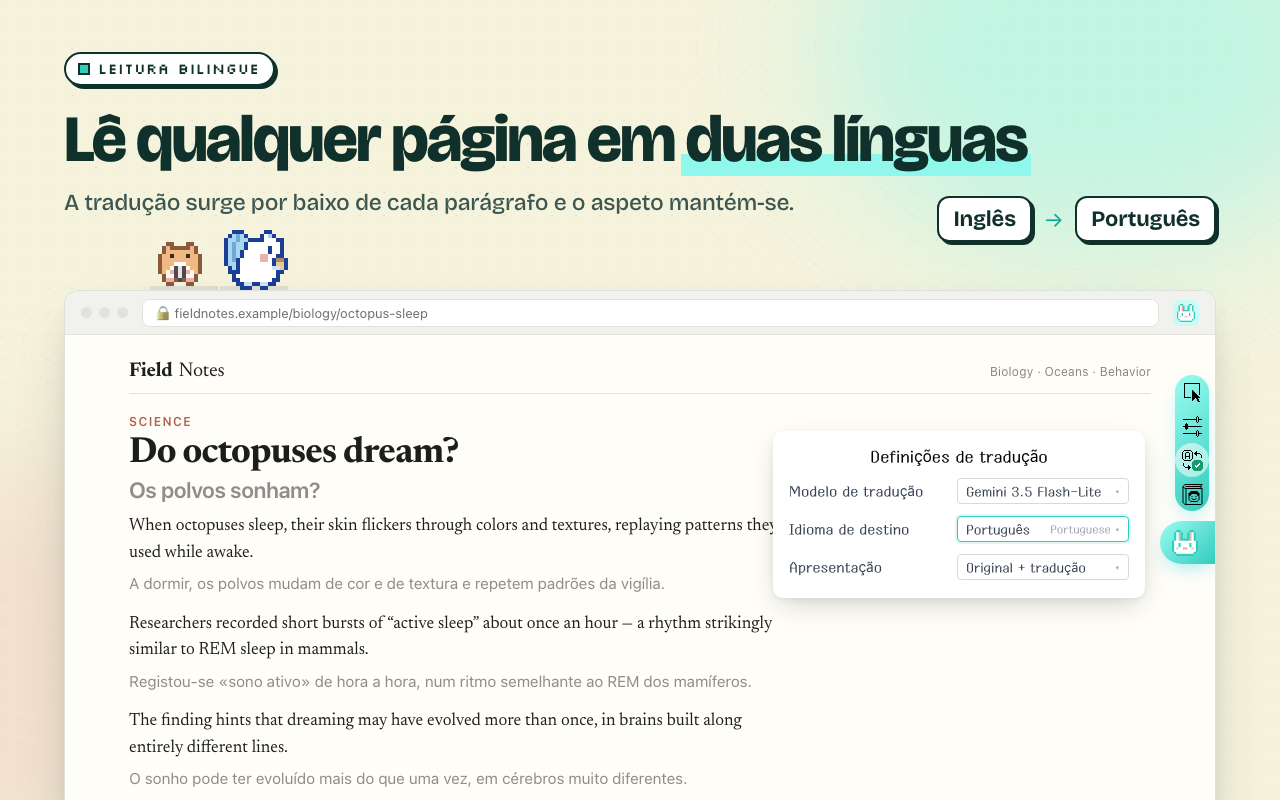 LEITURA BILINGUE
Lê qualquer página em duas línguas
A tradução surge por baixo de cada parágrafo e o aspeto mantém-se.
Inglês → Português
fieldnotes.example/biology/octopus-sleep
Field Notes
Biology · Oceans · Behavior
SCIENCE
Do octopuses dream?
Os polvos sonham?
When octopuses sleep, their skin flickers through colors and textures, replaying patterns they
used while awake.
A dormir, os polvos mudam de cor e de textura e repetem padrões da vigília.
Researchers recorded short bursts of “active sleep” about once an hour — a rhythm strikingly
similar to REM sleep in mammals.
Registou-se «sono ativo» de hora a hora, num ritmo semelhante ao REM dos mamíferos.
The finding hints that dreaming may have evolved more than once, in brains built along
entirely different lines.
O sonho pode ter evoluído mais do que uma vez, em cérebros muito diferentes.
Definições de tradução
Modelo de tradução Gemini 3.5 Flash-Lite
Idioma de destino Português Portuguese
Apresentação Original + tradução